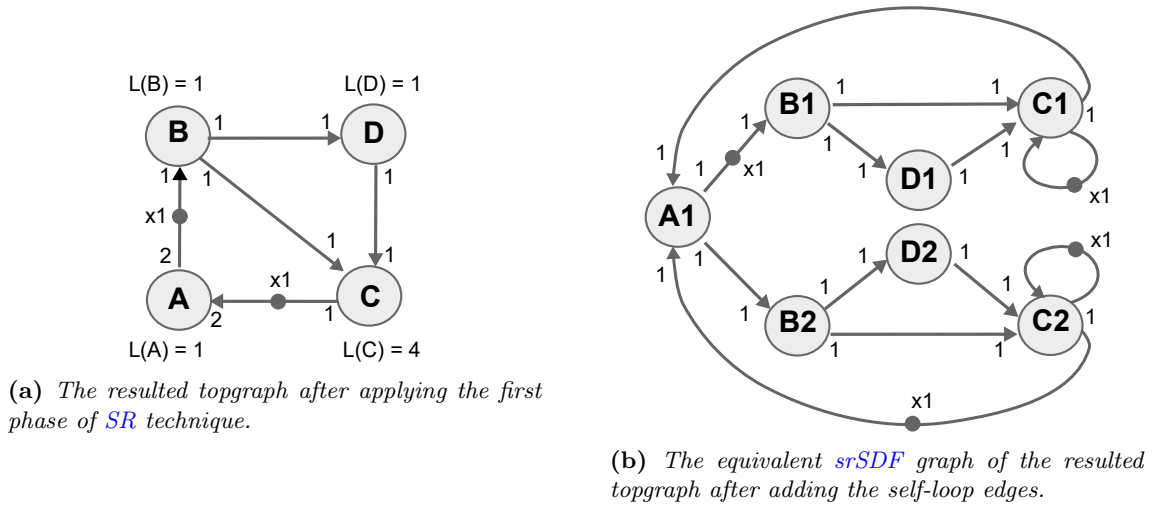 L(B) = 1
L(D) = 1
B
1
1
D
1
1
1
x1
1
1
2
x1
A
2
1
C
L(A) = 1
L(C) = 4
(a) The resulted topgraph after applying the first
phase of SR technique.
B1
1
1
C1
1
1
1
1
1
1
x1
1
D1
1
x1
A1
D2
x1
1
1
1
1
1
1
1
B2
1
1
C2
1
x1
(b) The equivalent srSDF graph of the resulted
topgraph after adding the self-loop edges.